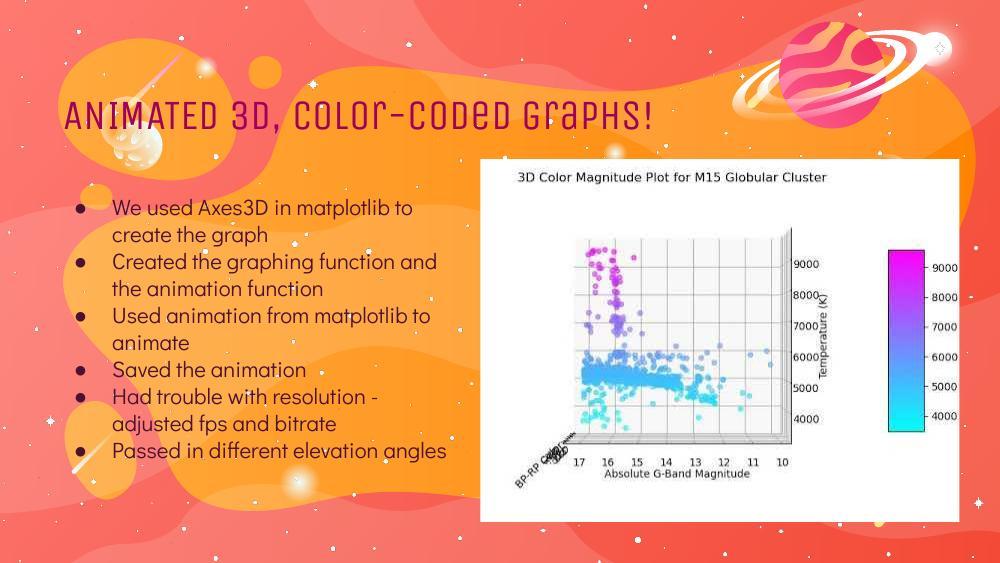 ANIMATED 3D, COLOR-CODED GRAPHS!
● We used Axes3D in matplotlib to
create the graph
● Created the graphing function and
the animation function
● Used animation from matplotlib to
animate
● Saved the animation
● Had trouble with resolution -
adjusted fps and bitrate
● Passed in different elevation angles
3D Color Magnitude Plot for M15 Globular Cluster
9000
8000
7000
6000
5000
4000
Temperature (K)
9000
8000
7000
6000
5000
4000
BP-RP Color
17 16 15 14 13 12 11 10
Absolute G-Band Magnitude